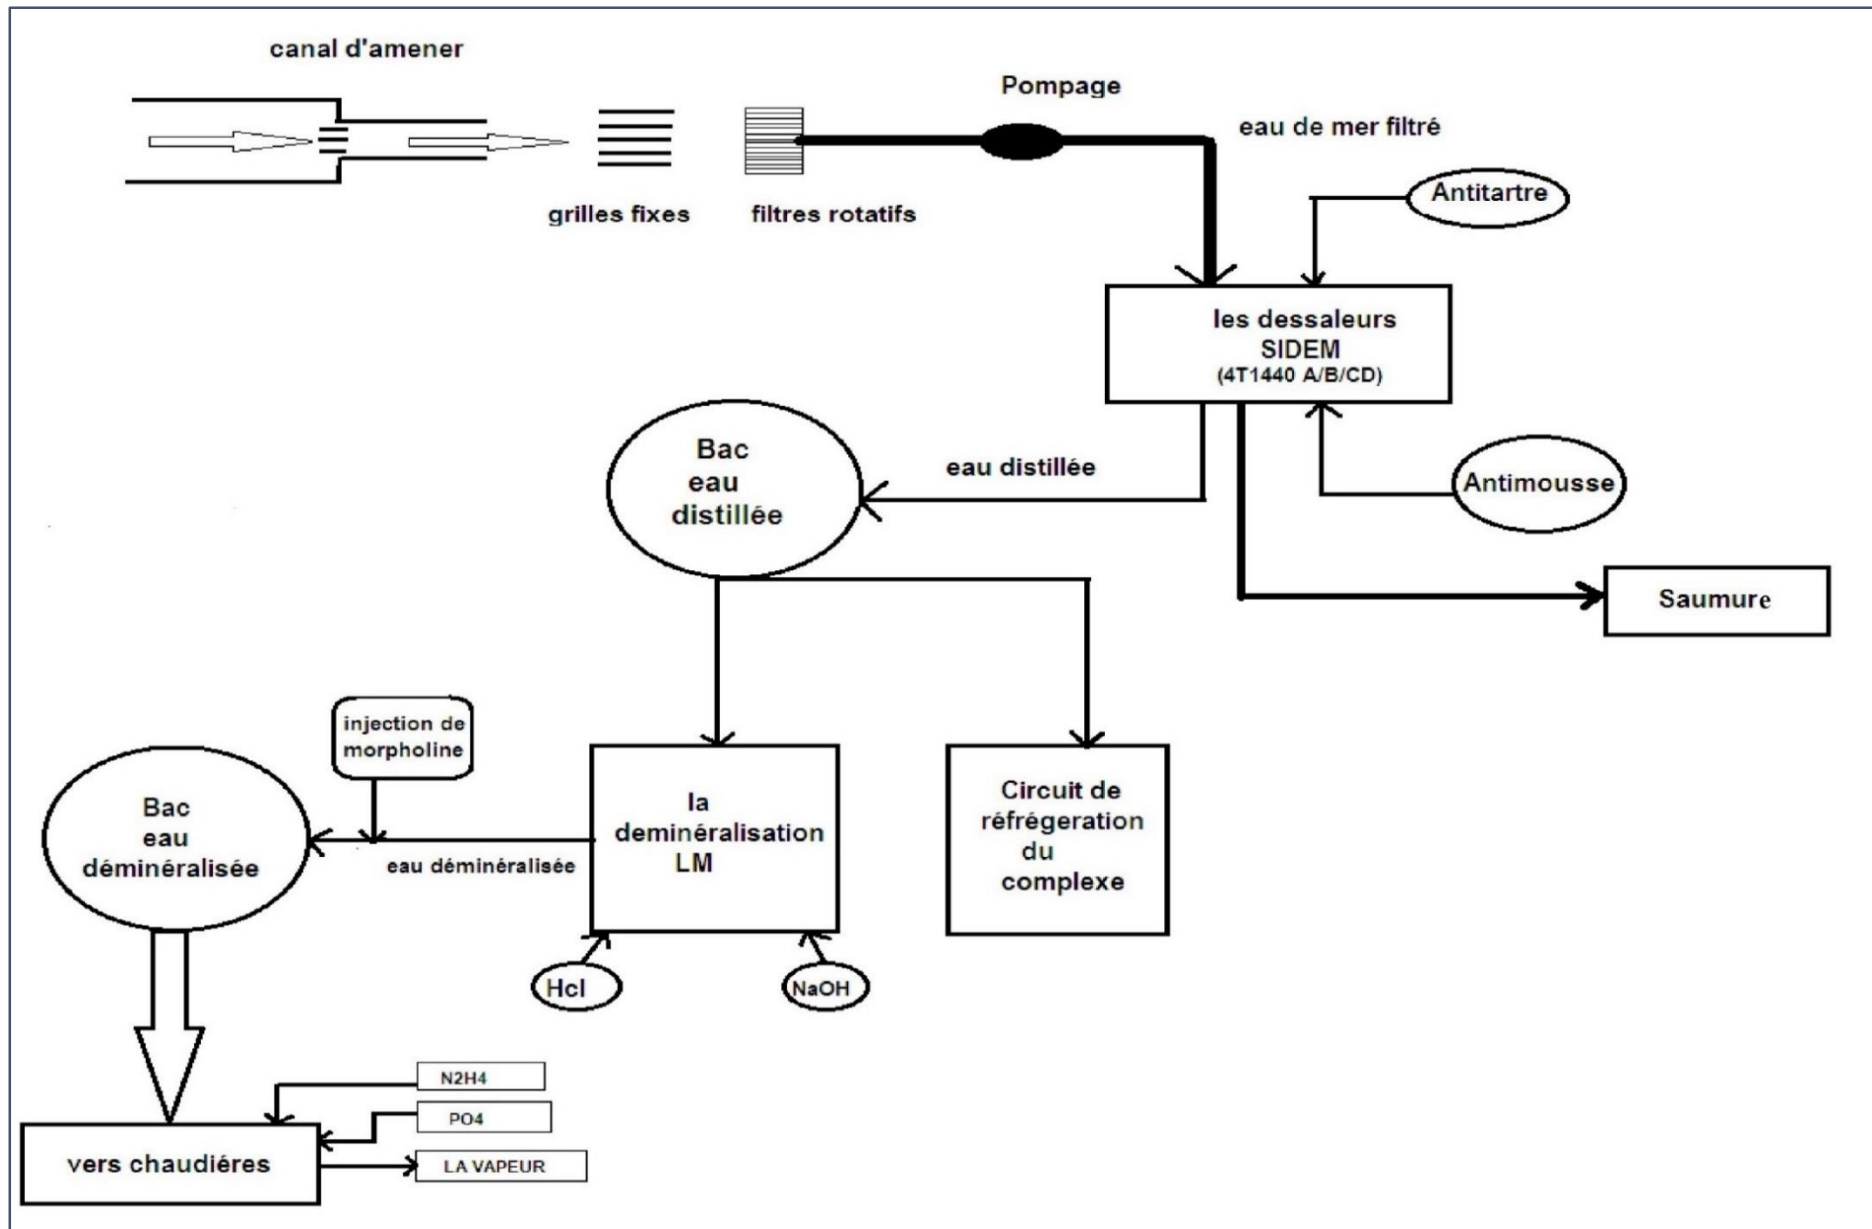 canal d'amener
Pompage
eau de mer filtré
grilles fixes
filtres rotatifs
Antitartre
les dessaleurs
SIDEM
(4T1440 A/B/CD)
Bac
eau
distillée
eau distillée
Antimousse
Saumure
injection de
morpholine
Bac
eau
déminéralisée
eau déminéralisée
la
deminéralisation
LM
Circuit de
réfrégeration
du
complexe
Hcl
NaOH
N2H4
PO4
LA VAPEUR
vers chaudiéres